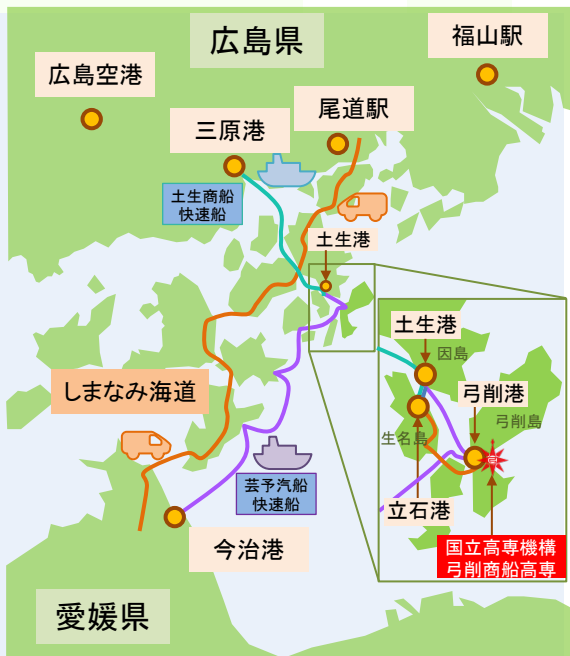 広島県
福山駅
広島空港
尾道駅
三原港
土生商船
快速船
土生港
土生港
因島
しまなみ海道
弓削港
弓削島
生名島
芸予汽船
快速船
立石港
今治港
国立高専機構
弓削商船高専
愛媛県